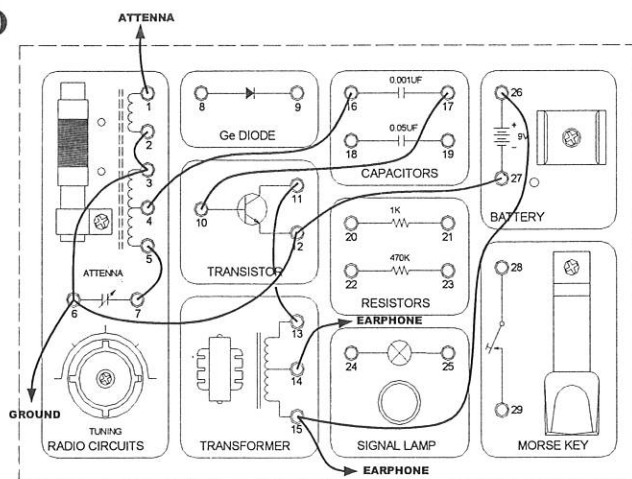 ATTENNA
1
2
3
4
5
ATTENNA
6
7
TUNING
RADIO CIRCUITS
GROUND
8
9
Ge DIODE
10
11
12
TRANSISTOR
13
14
15
TRANSFORMER
EARPHONE
EARPHONE
0.001UF
16
17
0.05UF
18
19
CAPACITORS
1K
20
21
470K
22
23
RESISTORS
24
25
SIGNAL LAMP
26
+
9V
-
27
BATTERY
28
29
MORSE KEY